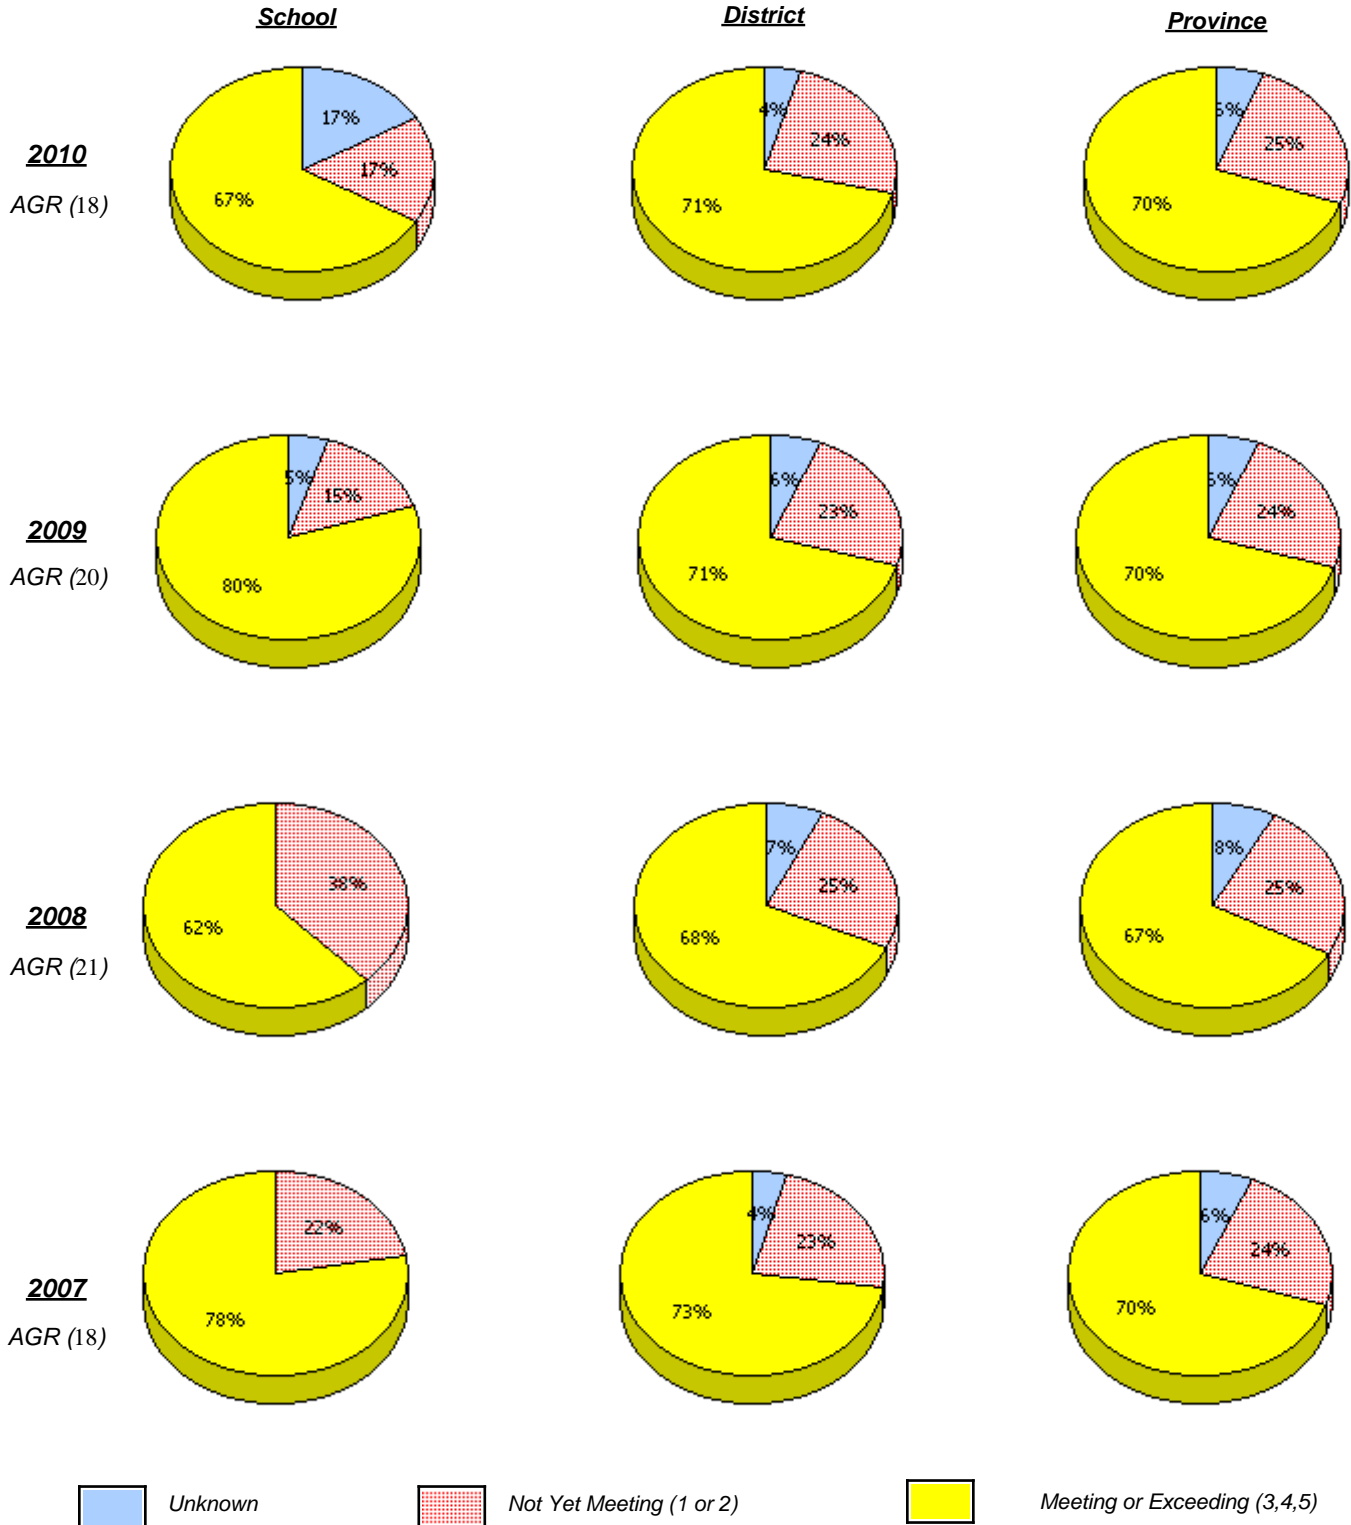 School District Province
17% 17% 67%
4% 24% 71%
25% 70%
2010
AGR (18)
5% 15% 80%
6% 23% 71%
24% 70%
2009
AGR (20)
38% 62%
7% 25% 68%
8% 25% 67%
2008
AGR (21)
22% 78%
4% 23% 73%
6% 24% 70%
2007
AGR (18)
Unknown Not Yet Meeting (1 or 2) Meeting or Exceeding (3,4,5)